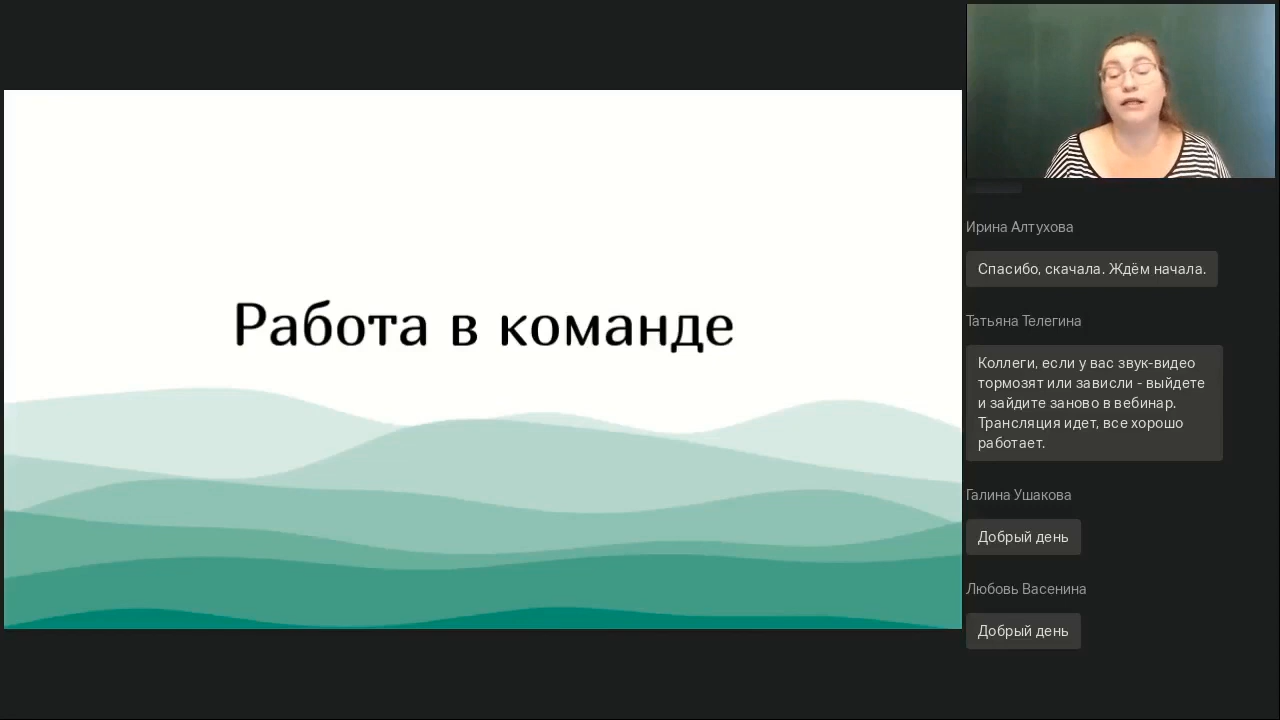 Работа в команде
Ирина Алтухова
Спасибо, скачала. Ждём начала.
Татьяна Телегина
Коллеги, если у вас звук-видео
тормозят или зависли - выйдете
и зайдите заново в вебинар.
Трансляция идет, все хорошо
работает.
Галина Ушакова
Добрый день
Любовь Васенина
Добрый день